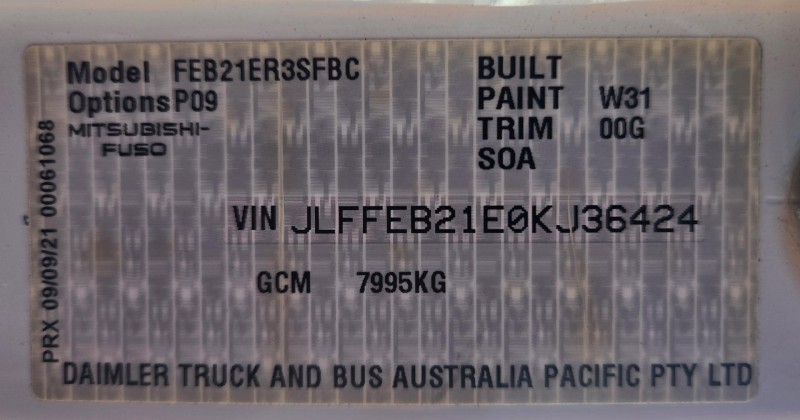 Model FEB21ER3SFBC
Options P09
MITSUBISHI-
FUSO
BUILT
PAINT W31
TRIM 00G
SOA
VIN JLFFEB21E0KJ36424
GCM 7995KG
DAIMLER TRUCK AND BUS AUSTRALIA PACIFIC PTY LTD
PRX 09/09/21 00061068